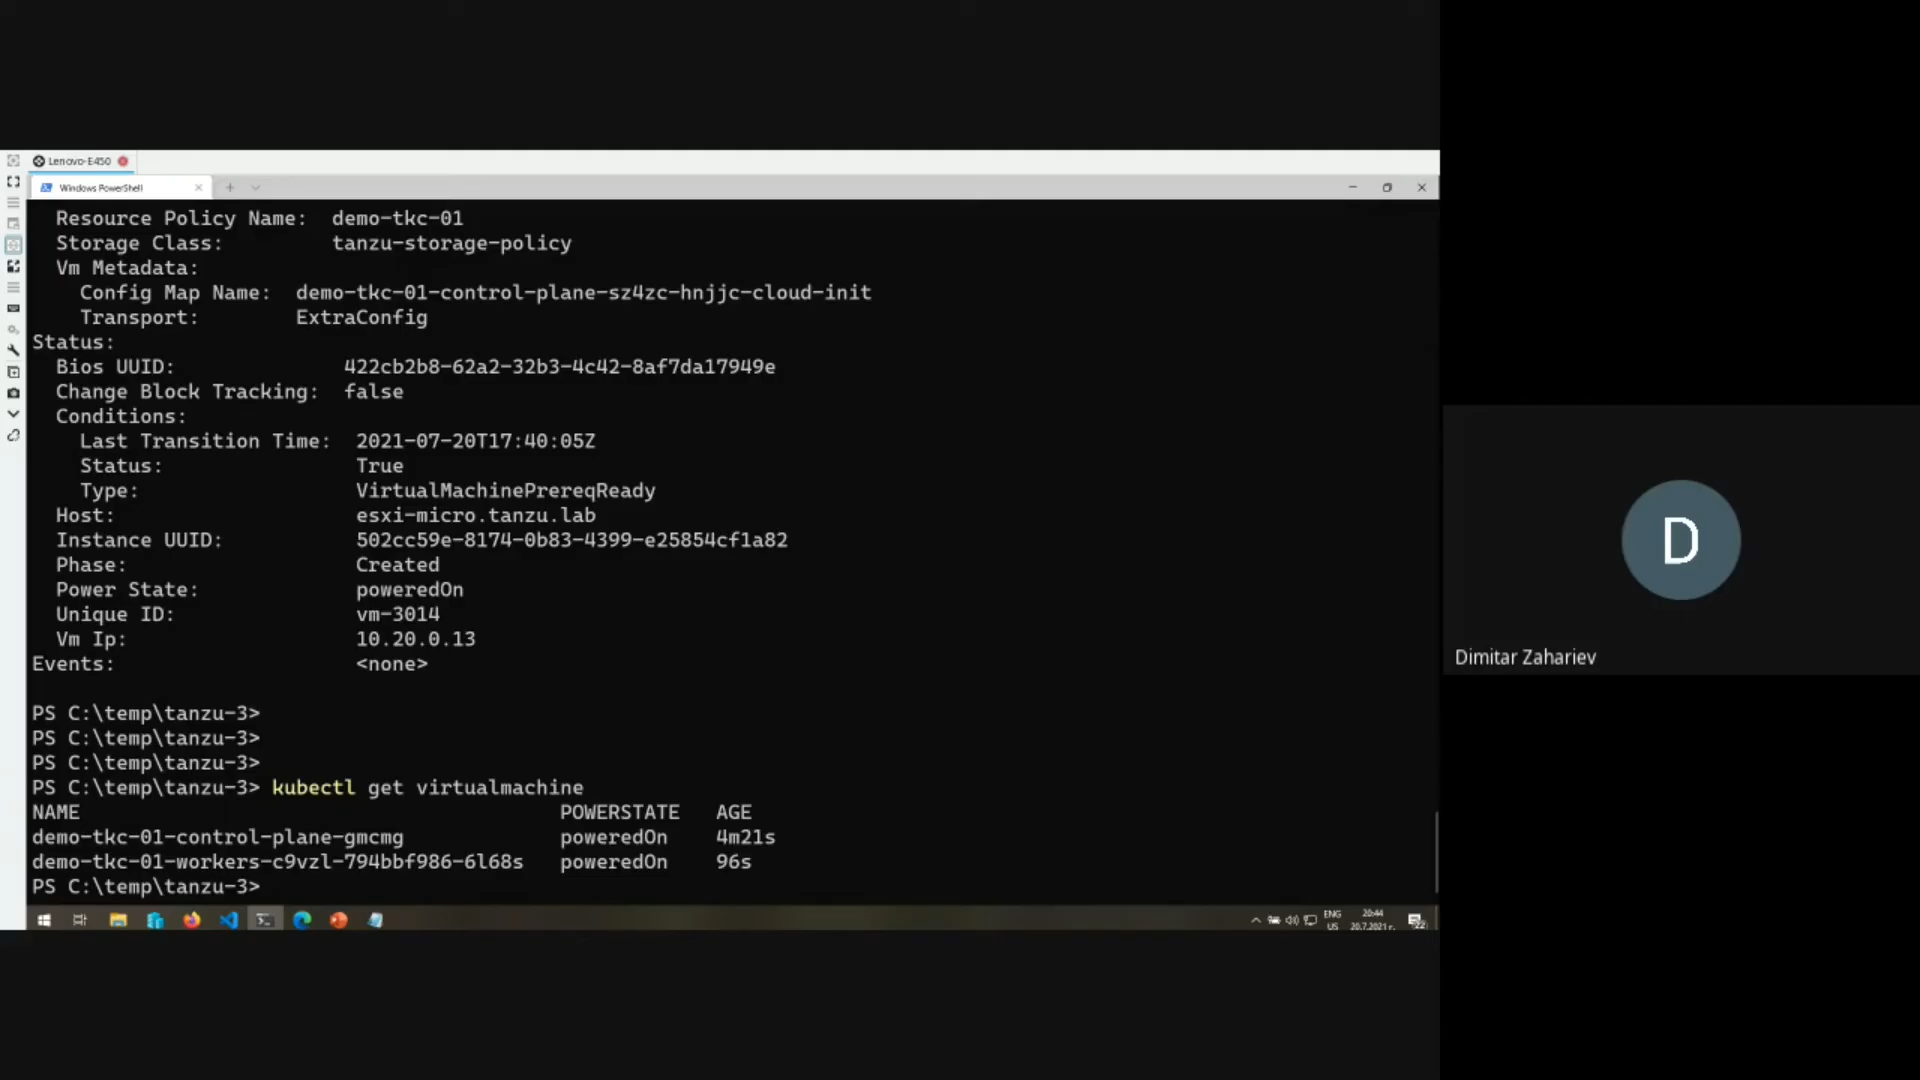 Lenovo-E450
Windows PowerShell
Resource Policy Name: demo-tkc-01
Storage Class: tanzu-storage-policy
Vm Metadata:
Config Map Name: demo-tkc-01-control-plane-sz4zc-hnjjc-cloud-init
Transport: ExtraConfig
Status:
Bios UUID: 422cb2b8-62a2-32b3-4c42-8af7da17949e
Change Block Tracking: false
Conditions:
Last Transition Time: 2021-07-20T17:40:05Z
Status: True
Type: VirtualMachinePrereqReady
Host: esxi-micro.tanzu.lab
Instance UUID: 502cc59e-8174-0b83-4399-e25854cf1a82
Phase: Created
Power State: poweredOn
Unique ID: vm-3014
Vm Ip: 10.20.0.13
Events: <none>
PS C:\temp\tanzu-3>
PS C:\temp\tanzu-3>
PS C:\temp\tanzu-3>
PS C:\temp\tanzu-3> kubectl get virtualmachine
NAME POWERSTATE AGE
demo-tkc-01-control-plane-gmcmg poweredOn 4m21s
demo-tkc-01-workers-c9vzl-794bbf986-6l68s poweredOn 96s
PS C:\temp\tanzu-3>
ENG 20:44
US 20.7.2021 г. 22
D
Dimitar Zahariev